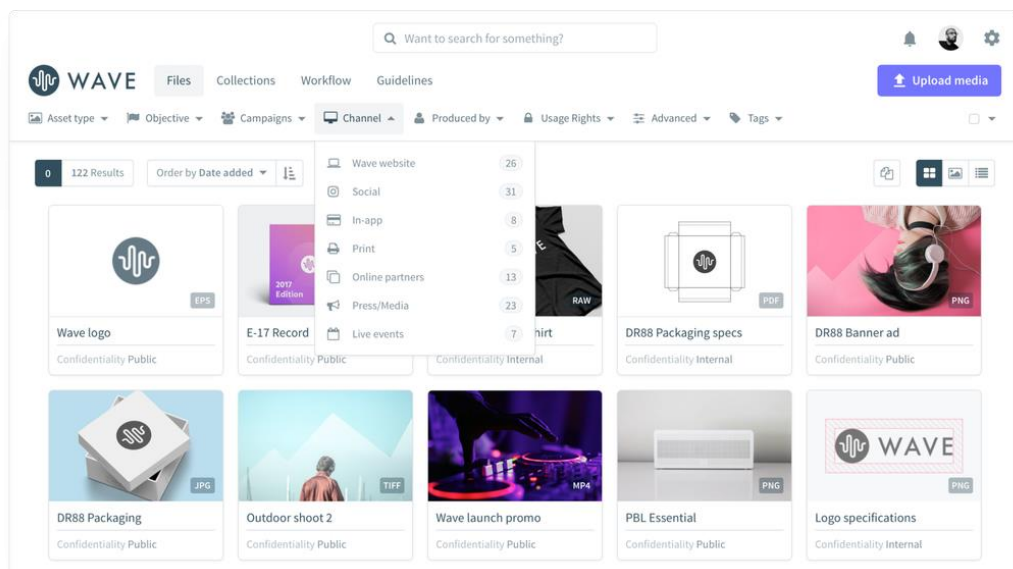 Want to search for something?
WAVE Files Collections Workflow Guidelines Upload media
Asset type Objective Campaigns Channel Produced by Usage Rights Advanced Tags
0 122 Results Order by Date added
Wave website 26
Social 31
In-app 8
Print 5
Online partners 13
Press/Media 23
Live events 7
EPS 2017 Edition RAW PDF PNG
Wave logo E-17 Record hirt DR88 Packaging specs DR88 Banner ad
Confidentiality Public Confidentiality Public Confidentiality Internal Confidentiality Internal Confidentiality Public
JPG TIFF MP4 PNG WAVE PNG
DR88 Packaging Outdoor shoot 2 Wave launch promo PBL Essential Logo specifications
Confidentiality Public Confidentiality Public Confidentiality Public Confidentiality Public Confidentiality Internal